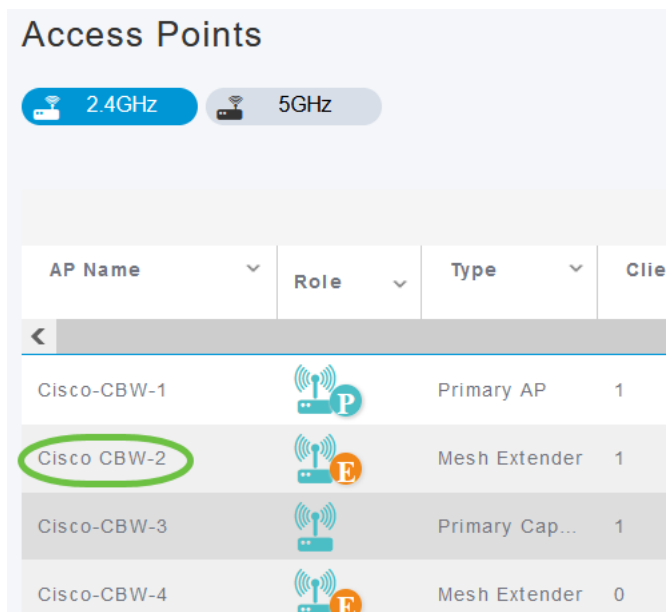 Access Points
2.4GHz 5GHz
AP Name Role Type Clie
Cisco-CBW-1 P Primary AP 1
Cisco CBW-2 E Mesh Extender 1
Cisco-CBW-3 Primary Cap... 1
Cisco-CBW-4 E Mesh Extender 0